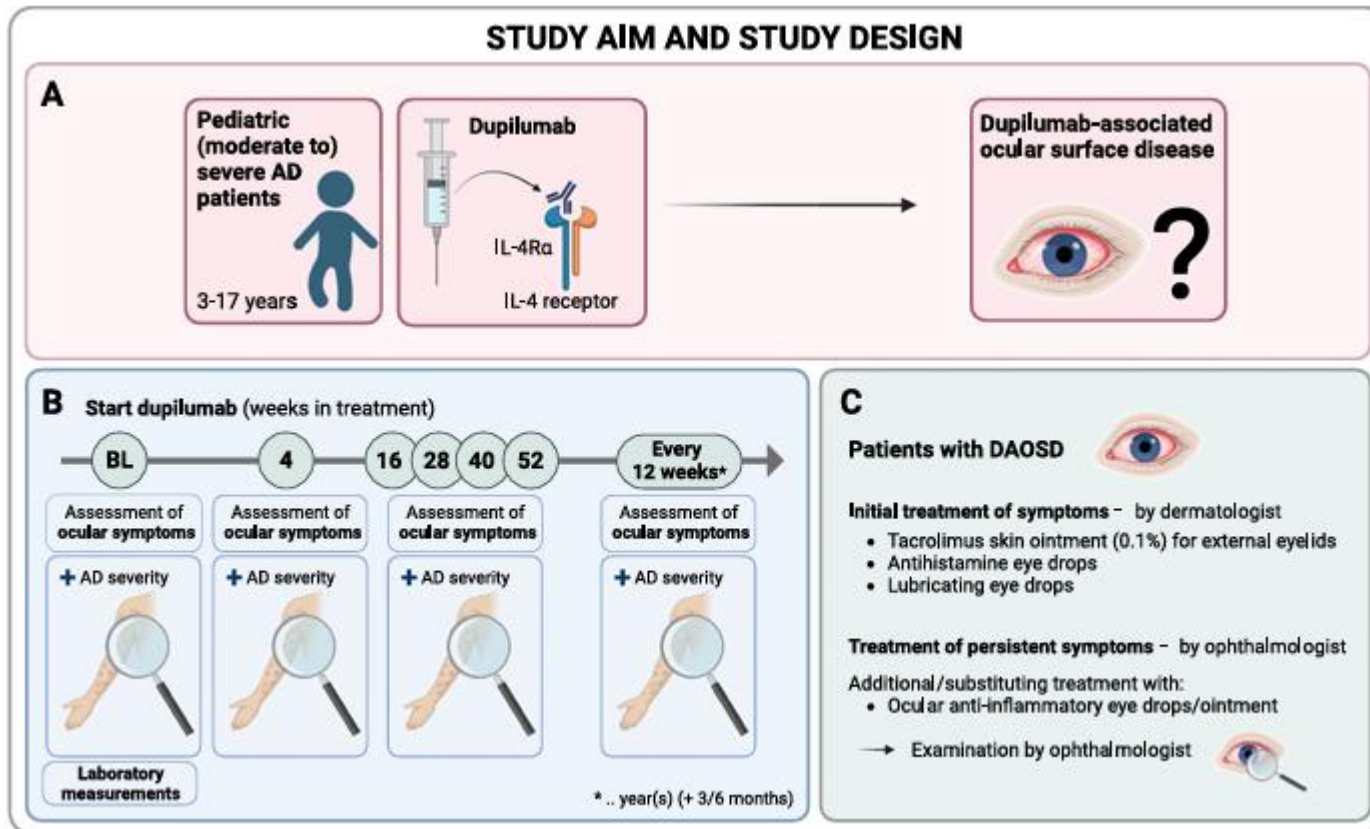 STUDY AIM AND STUDY DESIGN
A
Pediatric
(moderate to)
severe AD
patients
3-17 years
Dupilumab
IL-4Rα
IL-4 receptor
Dupilumab-associated
ocular surface disease
?
B
Start dupilumab (weeks in treatment)
BL
4
16
28
40
52
Every
12 weeks*
Assessment of
ocular symptoms
Assessment of
ocular symptoms
Assessment of
ocular symptoms
Assessment of
ocular symptoms
+ AD severity
+ AD severity
+ AD severity
+ AD severity
Laboratory
measurements
* .. year(s) (+ 3/6 months)
C
Patients with DAOSD
Initial treatment of symptoms - by dermatologist
• Tacrolimus skin ointment (0.1%) for external eyelids
• Antihistamine eye drops
• Lubricating eye drops
Treatment of persistent symptoms - by ophthalmologist
Additional/substituting treatment with:
• Ocular anti-inflammatory eye drops/ointment
→ Examination by ophthalmologist